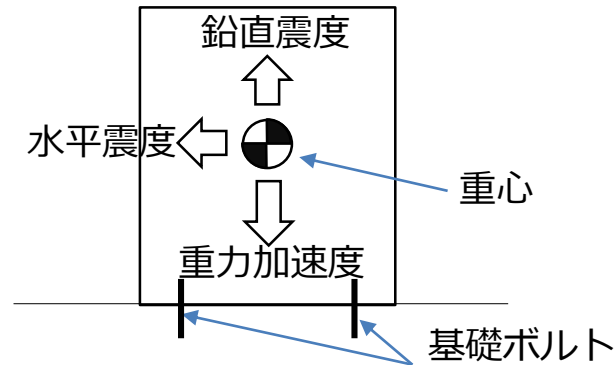 鉛直震度
水平震度
重心
重力加速度
基礎ボルト